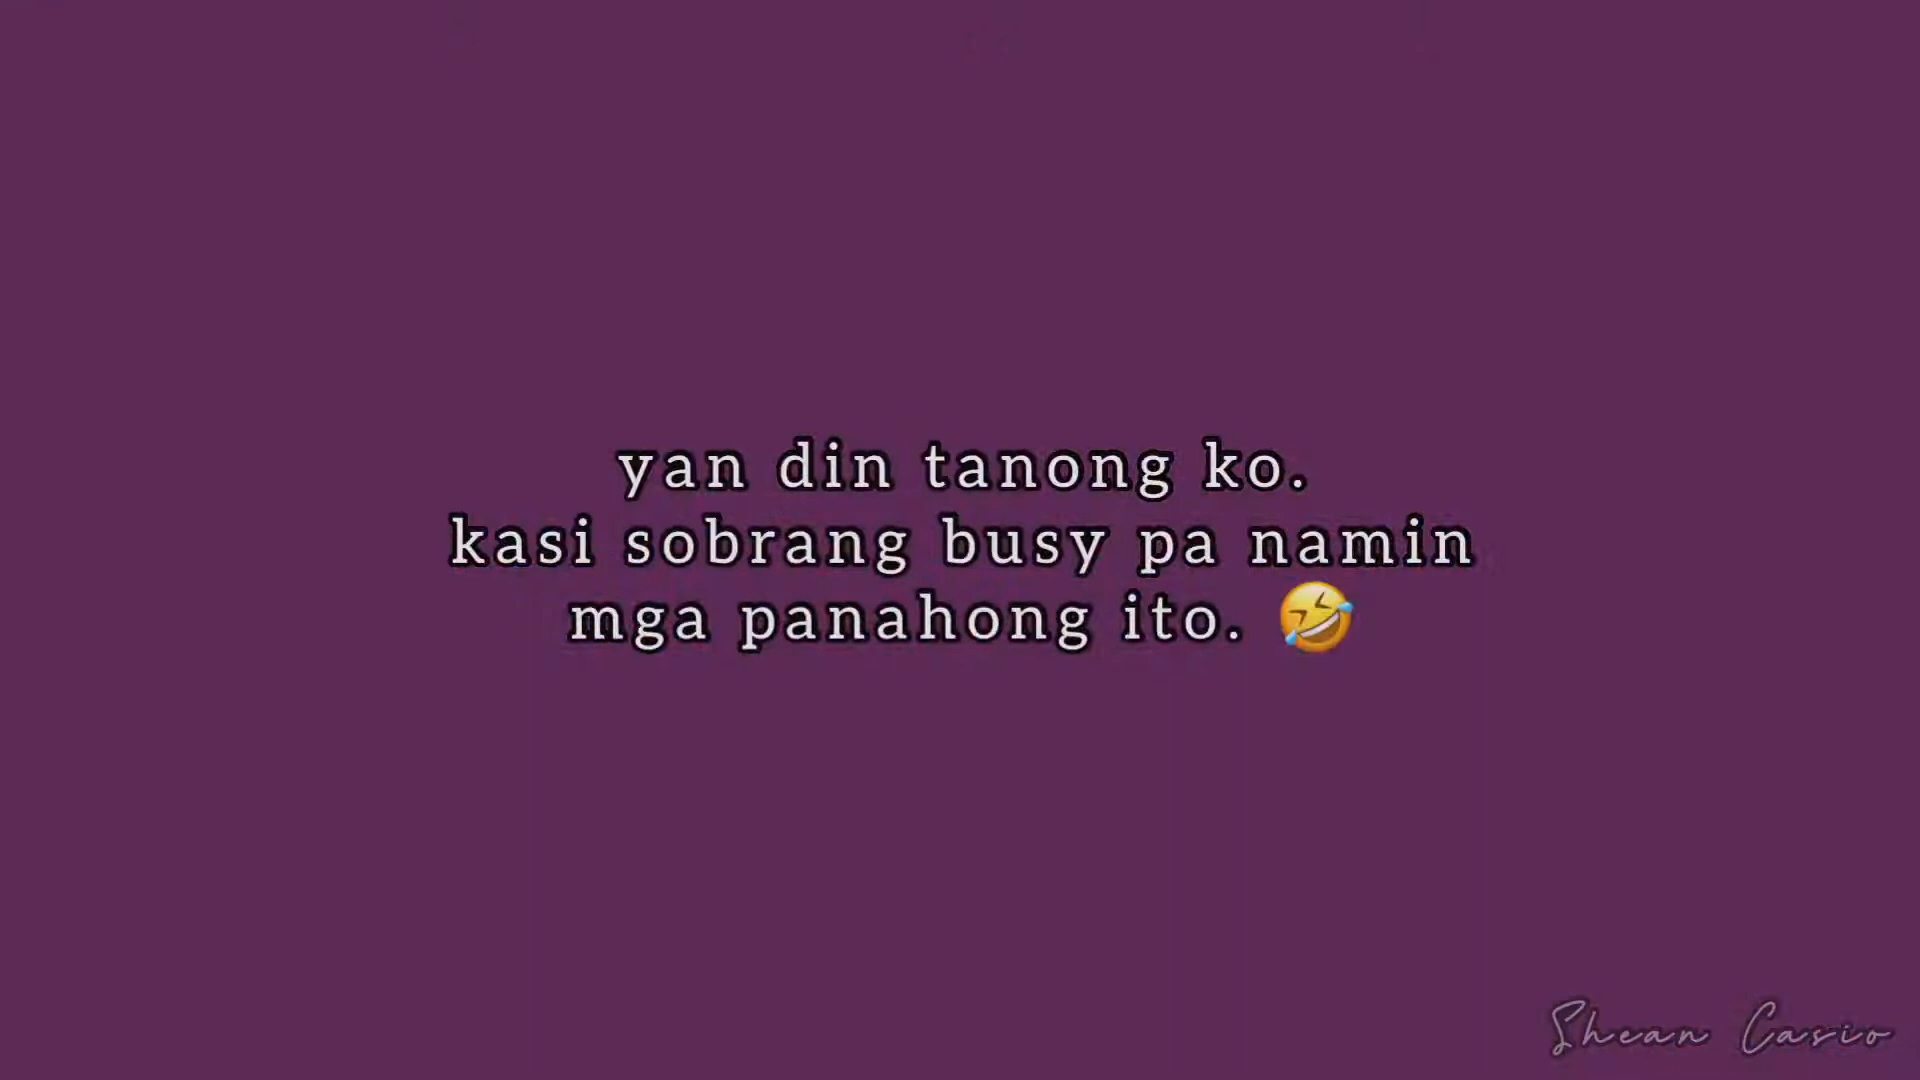 yan din tanong ko.
kasi sobrang busy pa namin
mga panahong ito. 🤣
Shean Casio